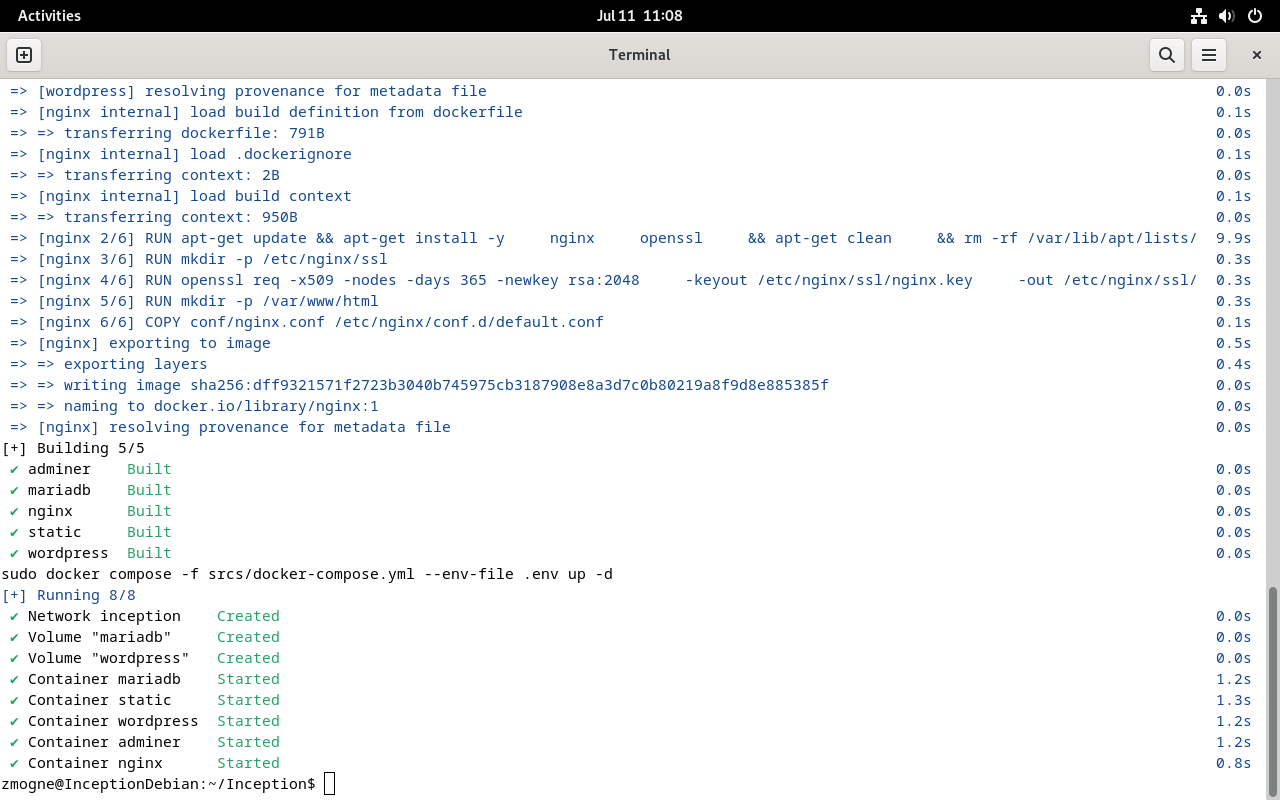 Activities
Jul 11 11:08
Terminal
=> [wordpress] resolving provenance for metadata file 0.0s
=> [nginx internal] load build definition from dockerfile 0.1s
=> => transferring dockerfile: 791B 0.0s
=> [nginx internal] load .dockerignore 0.1s
=> => transferring context: 2B 0.0s
=> [nginx internal] load build context 0.1s
=> => transferring context: 950B 0.0s
=> [nginx 2/6] RUN apt-get update && apt-get install -y     nginx     openssl     && apt-get clean     && rm -rf /var/lib/apt/lists/ 9.9s
=> [nginx 3/6] RUN mkdir -p /etc/nginx/ssl 0.3s
=> [nginx 4/6] RUN openssl req -x509 -nodes -days 365 -newkey rsa:2048     -keyout /etc/nginx/ssl/nginx.key     -out /etc/nginx/ssl/ 0.3s
=> [nginx 5/6] RUN mkdir -p /var/www/html 0.3s
=> [nginx 6/6] COPY conf/nginx.conf /etc/nginx/conf.d/default.conf 0.1s
=> [nginx] exporting to image 0.5s
=> => exporting layers 0.4s
=> => writing image sha256:dff9321571f2723b3040b745975cb3187908e8a3d7c0b80219a8f9d8e885385f 0.0s
=> => naming to docker.io/library/nginx:1 0.0s
=> [nginx] resolving provenance for metadata file 0.0s
[+] Building 5/5
✔ adminer    Built 0.0s
✔ mariadb    Built 0.0s
✔ nginx      Built 0.0s
✔ static     Built 0.0s
✔ wordpress  Built 0.0s
sudo docker compose -f srcs/docker-compose.yml --env-file .env up -d
[+] Running 8/8
✔ Network inception    Created 0.0s
✔ Volume "mariadb"     Created 0.0s
✔ Volume "wordpress"   Created 0.0s
✔ Container mariadb    Started 1.2s
✔ Container static     Started 1.3s
✔ Container wordpress  Started 1.2s
✔ Container adminer    Started 1.2s
✔ Container nginx      Started 0.8s
zmogne@InceptionDebian:~/Inception$